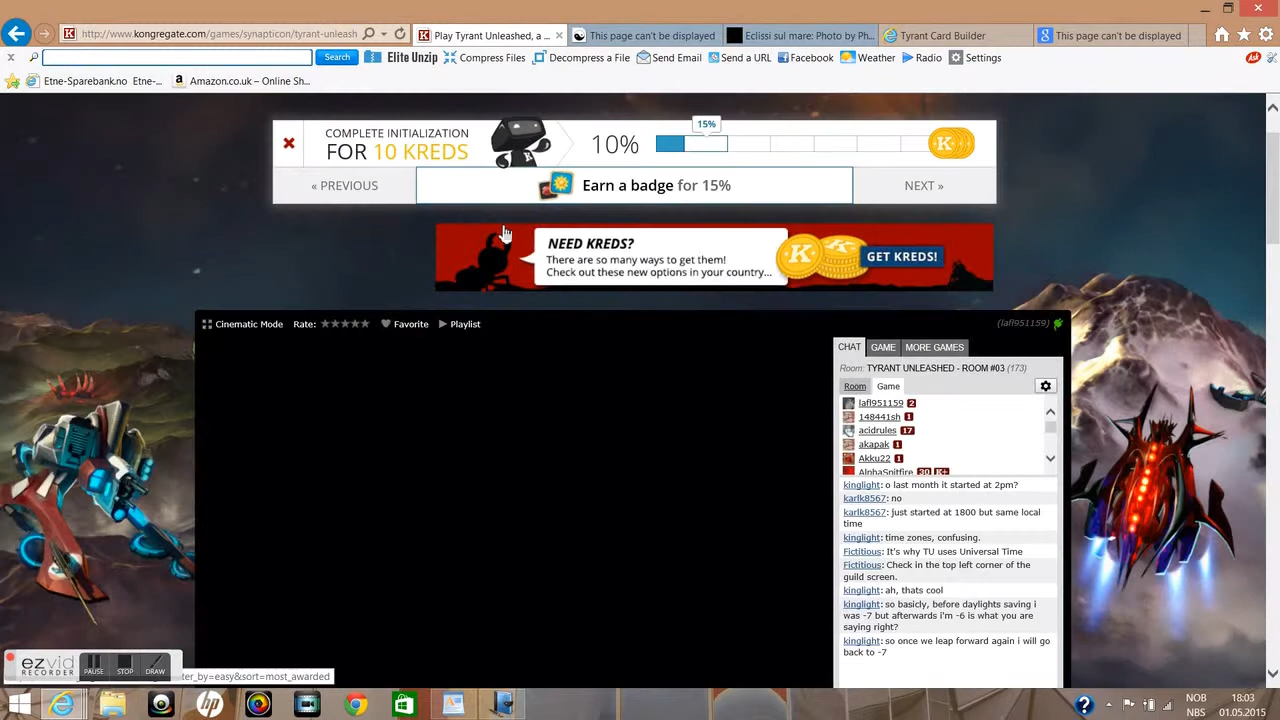 http://www.kongregate.com/games/synapticon/tyrant-unleash
Play Tyrant Unleashed, a ...
This page can't be displayed
Eclissi sul mare: Photo by Ph...
Tyrant Card Builder
This page can't be displayed
Search
Elite Unzip
Compress Files
Decompress a File
Send Email
Send a URL
Facebook
Weather
Radio
Settings
Ask
Etne-Sparebank.no Etne-...
Amazon.co.uk – Online Sh...
COMPLETE INITIALIZATION
FOR 10 KREDS
10%
15%
« PREVIOUS
Earn a badge for 15%
NEXT »
NEED KREDS?
There are so many ways to get them!
Check out these new options in your country...
GET KREDS!
Cinematic Mode
Rate:
Favorite
Playlist
(lafl951159)
CHAT
GAME
MORE GAMES
Room: TYRANT UNLEASHED - ROOM #03 (173)
Room
Game
lafl951159 2
148441sh 1
acidrules 17
akapak 1
Akku22 1
AlphaSpitfire 30 K+
kinglight: o last month it started at 2pm?
karlk8567: no
karlk8567: just started at 1800 but same local
time
kinglight: time zones, confusing.
Fictitious: It's why TU uses Universal Time
Fictitious: Check in the top left corner of the
guild screen.
kinglight: ah, thats cool
kinglight: so basicly, before daylights saving i
was -7 but afterwards i'm -6 is what you are
saying right?
kinglight: so once we leap forward again i will go
back to -7
ezvid
RECORDER
PAUSE
STOP
DRAW
ter_by=easy&sort=most_awarded
hp
NOB
NBS
18:03
01.05.2015